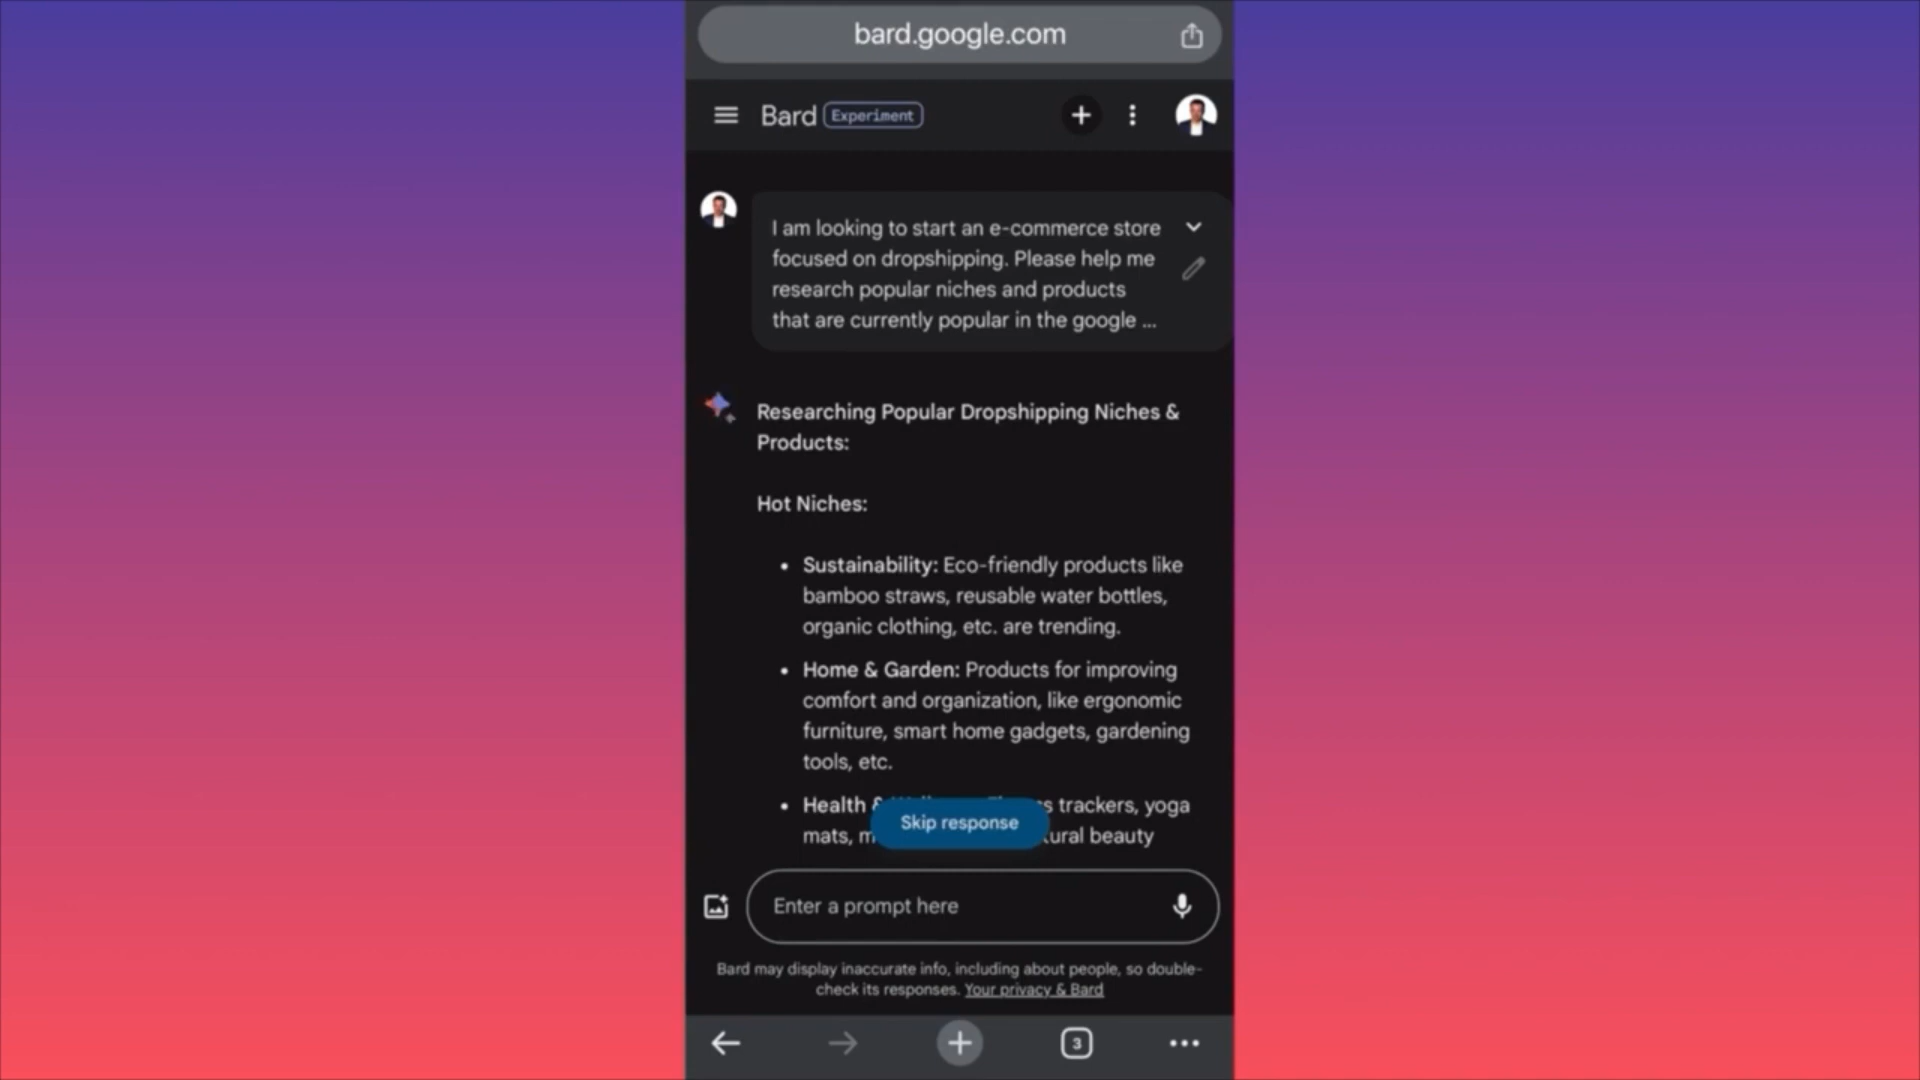 bard.google.com
Bard Experiment
I am looking to start an e-commerce store
focused on dropshipping. Please help me
research popular niches and products
that are currently popular in the google ...
Researching Popular Dropshipping Niches &
Products:
Hot Niches:
• Sustainability: Eco-friendly products like
bamboo straws, reusable water bottles,
organic clothing, etc. are trending.
• Home & Garden: Products for improving
comfort and organization, like ergonomic
furniture, smart home gadgets, gardening
tools, etc.
• Health & trackers, yoga
mats, beauty
Skip response
Enter a prompt here
Bard may display inaccurate info, including about people, so double-
check its responses. Your privacy & Bard
3